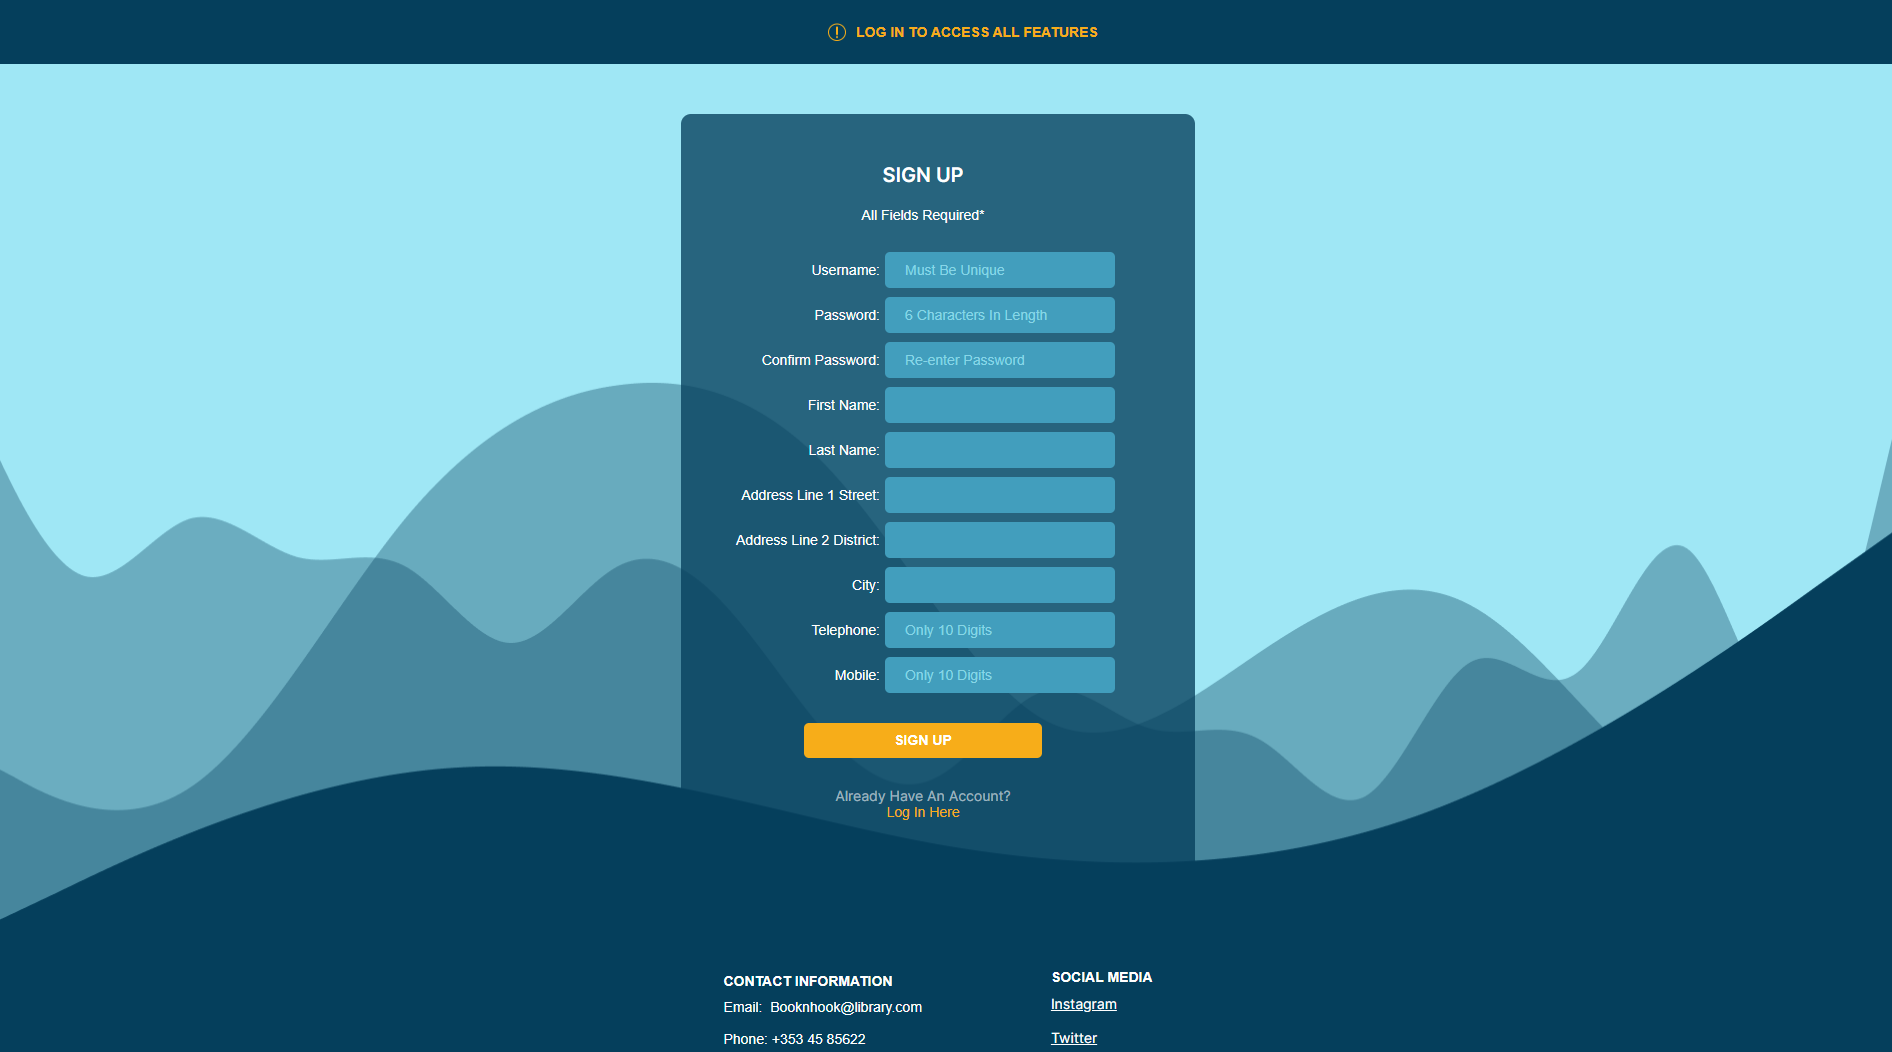 LOG IN TO ACCESS ALL FEATURES
SIGN UP
All Fields Required*
Username: Must Be Unique
Password: 6 Characters In Length
Confirm Password: Re-enter Password
First Name:
Last Name:
Address Line 1 Street:
Address Line 2 District:
City:
Telephone: Only 10 Digits
Mobile: Only 10 Digits
SIGN UP
Already Have An Account?
Log In Here
CONTACT INFORMATION
Email: Booknhook@library.com
Phone: +353 45 85622
SOCIAL MEDIA
Instagram
Twitter